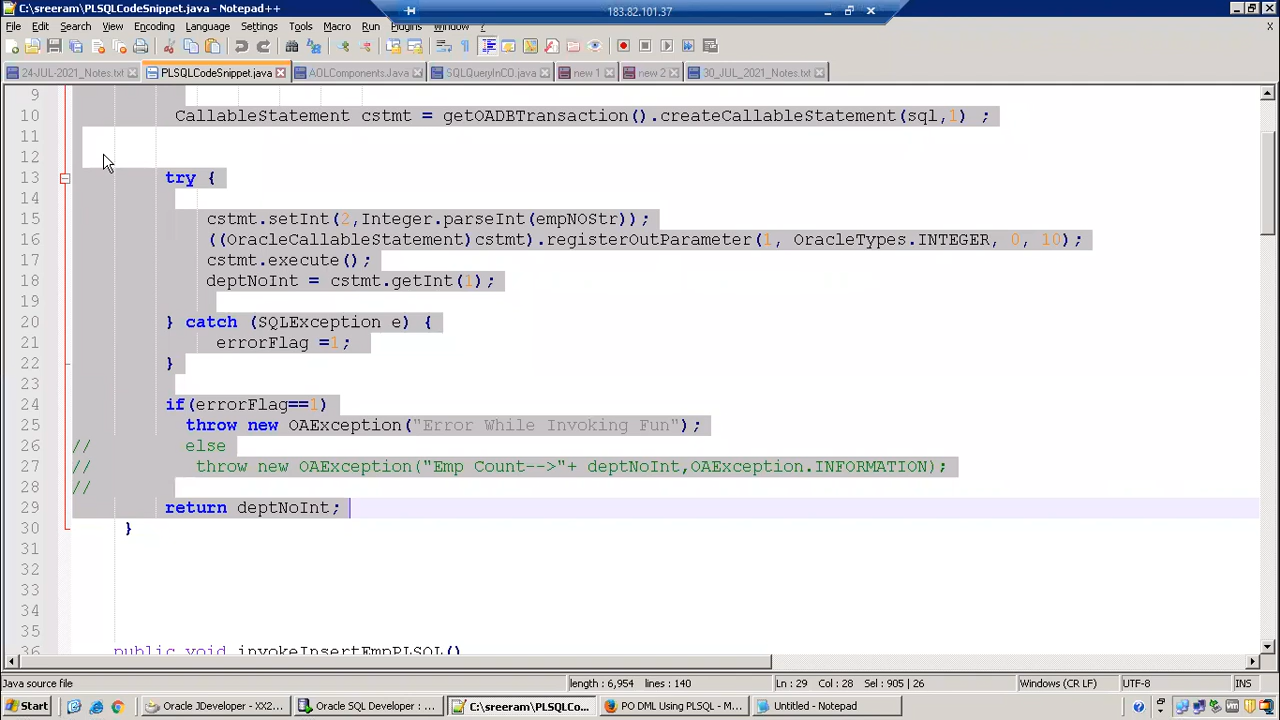 C:\sreeram\PLSQLCodeSnippet.java - Notepad++
183.82.101.37
File Edit Search View Encoding Language Settings Tools Macro Run Plugins Window ?
24-JUL-2021_Notes.txt PLSQLCodeSnippet.java AOLComponents.Java SQLQueryInCO.java new 1 new 2 30_JUL_2021_Notes.txt
9
10 CallableStatement cstmt = getOADBTransaction().createCallableStatement(sql,1) ;
11
12
13 try {
14
15 cstmt.setInt(2,Integer.parseInt(empNOStr));
16 ((OracleCallableStatement)cstmt).registerOutParameter(1, OracleTypes.INTEGER, 0, 10);
17 cstmt.execute();
18 deptNoInt = cstmt.getInt(1);
19
20 } catch (SQLException e) {
21 errorFlag =1;
22 }
23
24 if(errorFlag==1)
25 throw new OAException("Error While Invoking Fun");
26 // else
27 // throw new OAException("Emp Count-->"+ deptNoInt,OAException.INFORMATION);
28 //
29 return deptNoInt;
30 }
31
32
33
34
35
36 public void invokeInsertEmpPLSQL()
Java source file length : 6,954 lines : 140 Ln : 29 Col : 28 Sel : 905 | 26 Windows (CR LF) UTF-8 INS
Start Oracle JDeveloper - XX2... Oracle SQL Developer : ... C:\sreeram\PLSQLCo... PO DML Using PLSQL - M... Untitled - Notepad